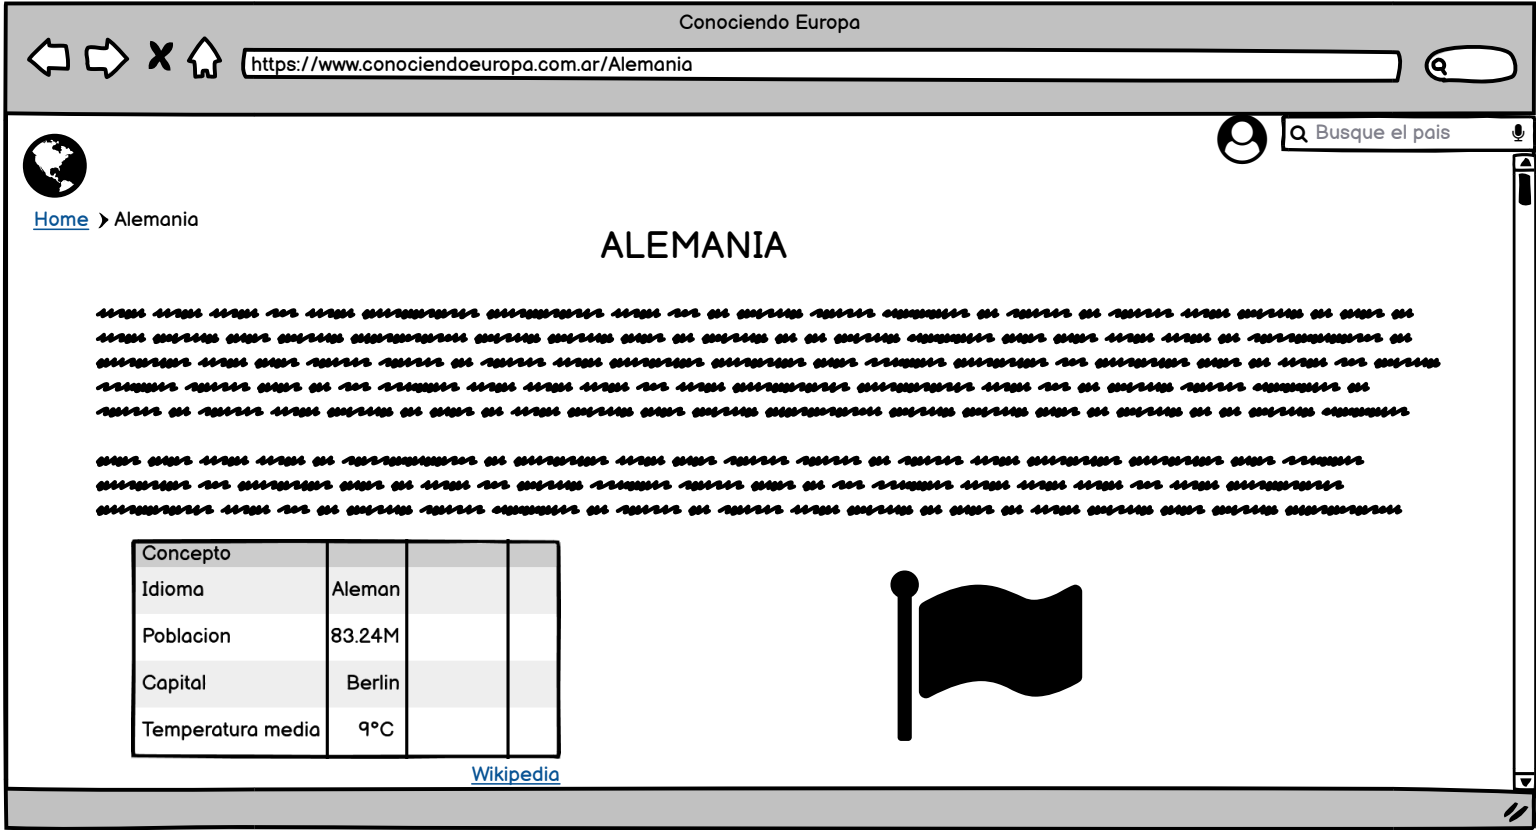 Conociendo Europa
https://www.conociendoeuropa.com.ar/Alemania
Busque el pais
Home Alemania
ALEMANIA
Concepto
Idioma Aleman
Poblacion 83.24M
Capital Berlin
Temperatura media 9°C
Wikipedia